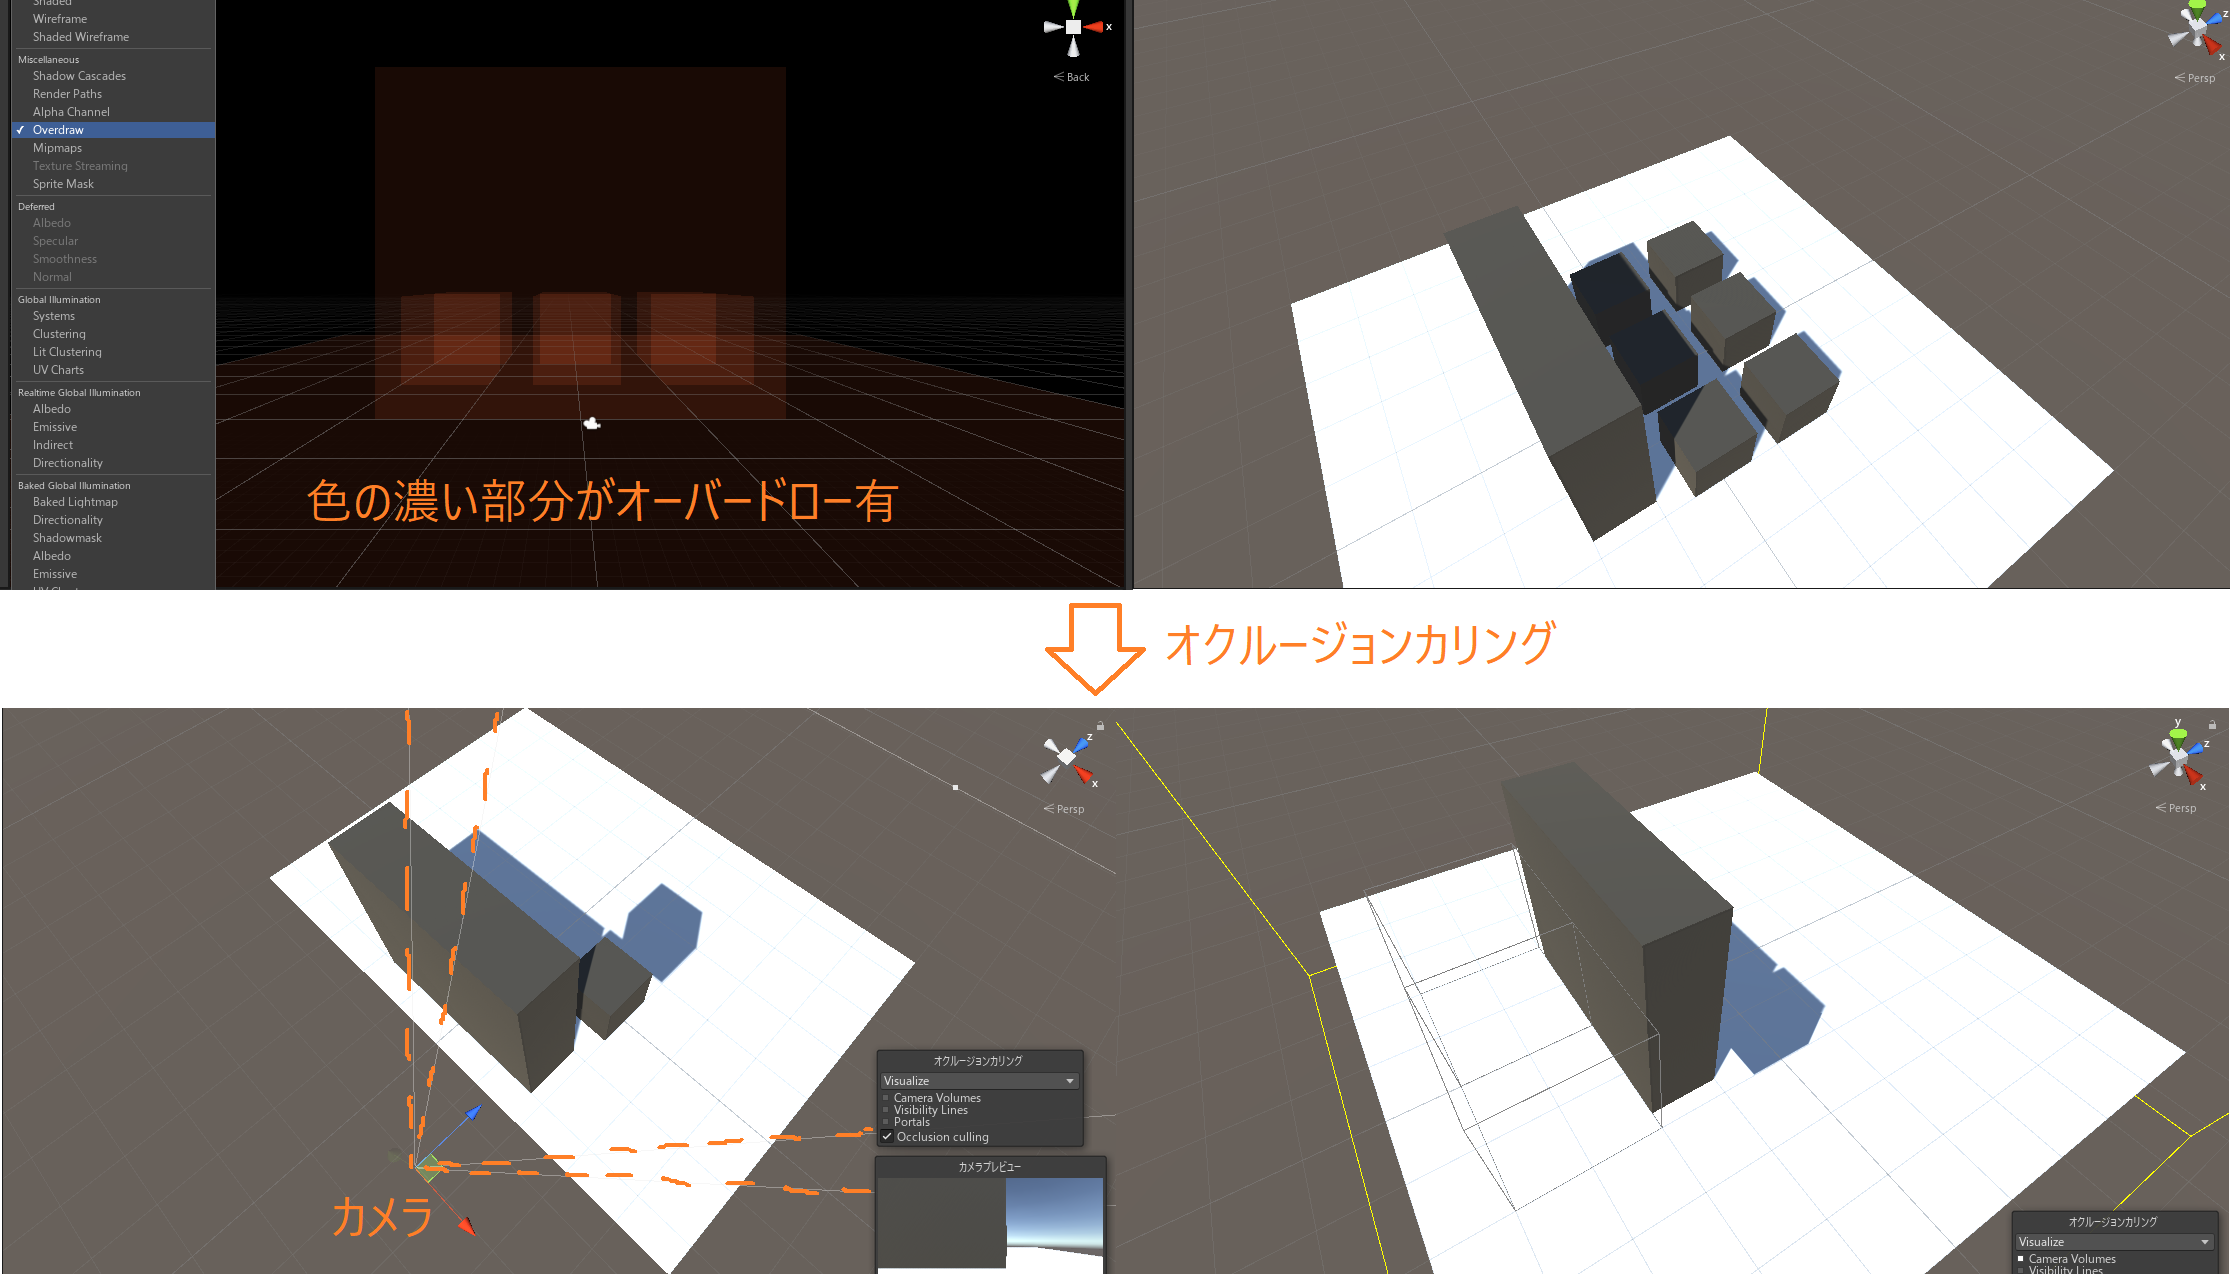 Shaded
Wireframe
Shaded Wireframe
Miscellaneous
Shadow Cascades
Render Paths
Alpha Channel
✓ Overdraw
Mipmaps
Texture Streaming
Sprite Mask
Deferred
Albedo
Specular
Smoothness
Normal
Global Illumination
Systems
Clustering
Lit Clustering
UV Charts
Realtime Global Illumination
Albedo
Emissive
Indirect
Directionality
Baked Global Illumination
Baked Lightmap
Directionality
Shadowmask
Albedo
Emissive
x
Back
色の濃い部分がオーバードロー有
z
x
Persp
オクルージョンカリング
z
x
Persp
オクルージョンカリング
Visualize
Camera Volumes
Visibility Lines
Portals
Occlusion culling
カメラプレビュー
カメラ
y
z
x
Persp
オクルージョンカリング
Visualize
Camera Volumes
Visibility Lines